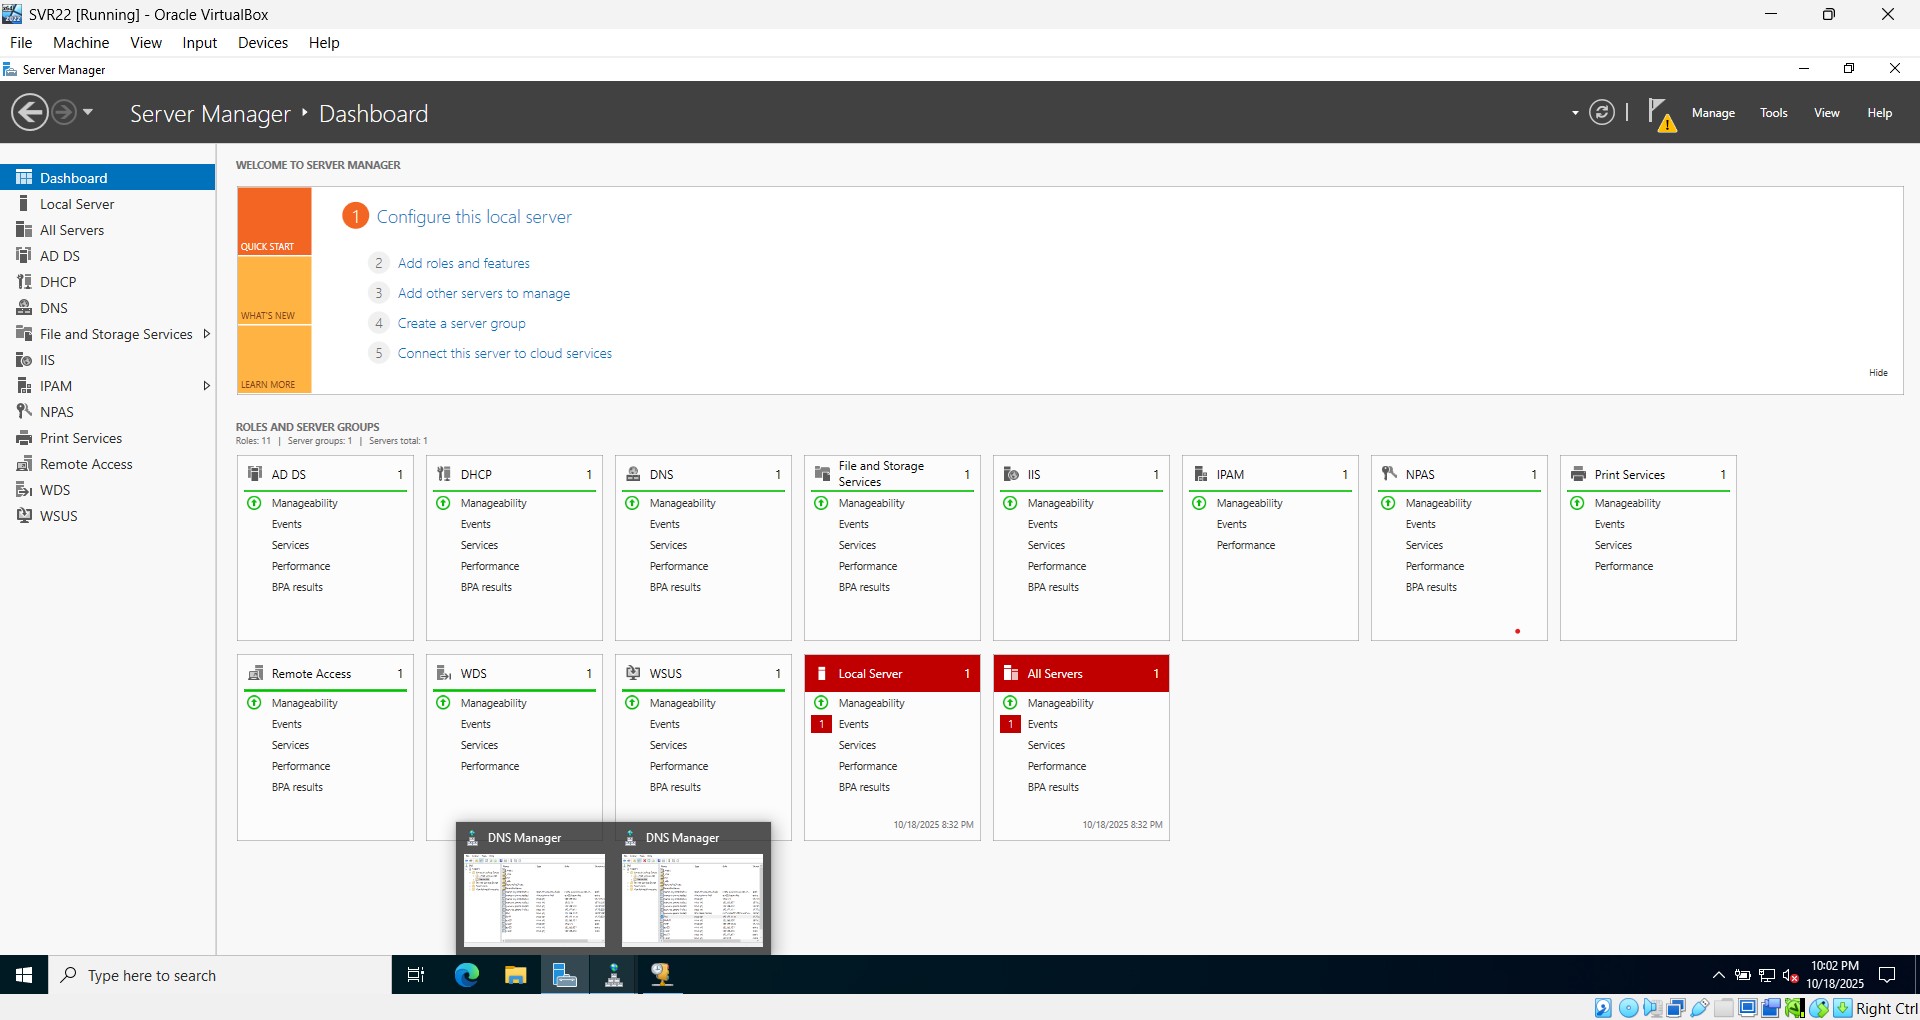 SVR22 [Running] - Oracle VirtualBox
File Machine View Input Devices Help
Server Manager
Server Manager ‣ Dashboard
Manage Tools View Help
Dashboard
Local Server
All Servers
AD DS
DHCP
DNS
File and Storage Services
IIS
IPAM
NPAS
Print Services
Remote Access
WDS
WSUS
WELCOME TO SERVER MANAGER
QUICK START
WHAT'S NEW
LEARN MORE
1 Configure this local server
2 Add roles and features
3 Add other servers to manage
4 Create a server group
5 Connect this server to cloud services
Hide
ROLES AND SERVER GROUPS
Roles: 11 | Server groups: 1 | Servers total: 1
AD DS 1
Manageability
Events
Services
Performance
BPA results
DHCP 1
Manageability
Events
Services
Performance
BPA results
DNS 1
Manageability
Events
Services
Performance
BPA results
File and Storage
Services 1
Manageability
Events
Services
Performance
BPA results
IIS 1
Manageability
Events
Services
Performance
BPA results
IPAM 1
Manageability
Events
Performance
NPAS 1
Manageability
Events
Services
Performance
BPA results
Print Services 1
Manageability
Events
Services
Performance
Remote Access 1
Manageability
Events
Services
Performance
BPA results
WDS 1
Manageability
Events
Services
Performance
WSUS 1
Manageability
Events
Services
Performance
BPA results
Local Server 1
Manageability
1 Events
Services
Performance
BPA results
10/18/2025 8:32 PM
All Servers 1
Manageability
1 Events
Services
Performance
BPA results
10/18/2025 8:32 PM
DNS Manager
DNS Manager
Type here to search
10:02 PM
10/18/2025
Right Ctrl